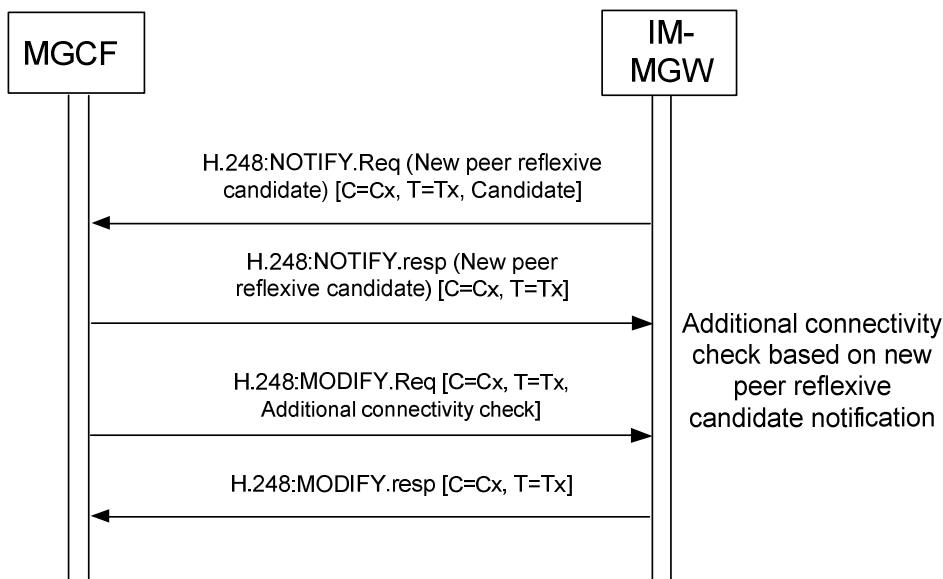 MGCF
IM-
MGW
H.248:NOTIFY.Req (New peer reflexive
candidate) [C=Cx, T=Tx, Candidate]
H.248:NOTIFY.resp (New peer
reflexive candidate) [C=Cx, T=Tx]
H.248:MODIFY.Req [C=Cx, T=Tx,
Additional connectivity check]
H.248:MODIFY.resp [C=Cx, T=Tx]
Additional connectivity
check based on new
peer reflexive
candidate notification